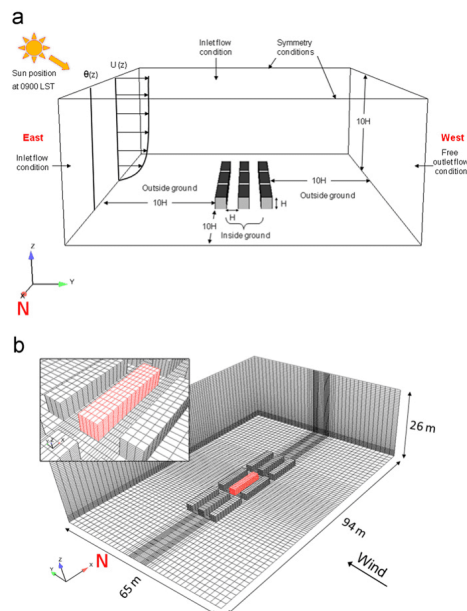 a
Sun position
at 0900 LST
θ(z)
U (z)
Inlet flow
condition
Symmetry
conditions
East
Inlet flow
condition
10H
West
Free
outlet flow
condition
Outside ground
10H
10H
Outside ground
H
H
10H
Inside ground
Z
Y
X
N
b
26 m
94 m
65 m
Wind
Z
Y
X
N